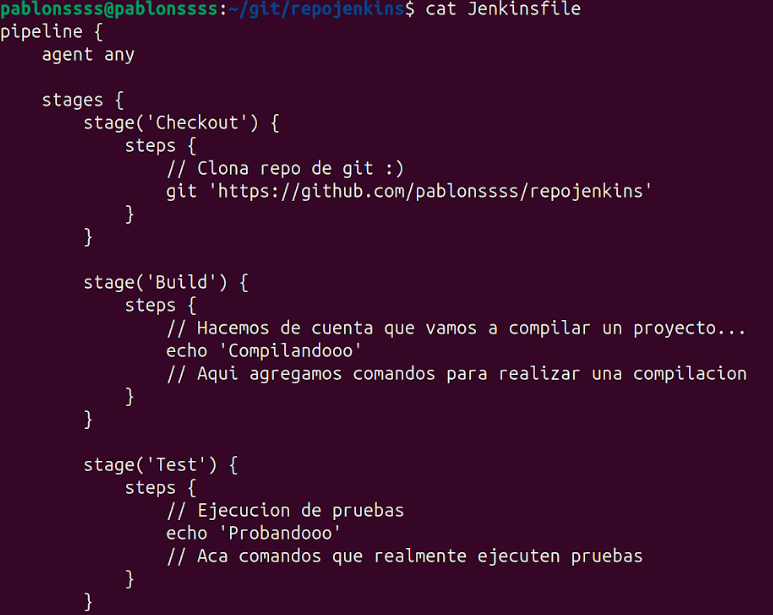 pablonssss@pablonssss:~/git/repojenkins$ cat Jenkinsfile
pipeline {
    agent any

    stages {
        stage('Checkout') {
            steps {
                // Clona repo de git :)
                git 'https://github.com/pablonssss/repojenkins'
            }
        }

        stage('Build') {
            steps {
                // Hacemos de cuenta que vamos a compilar un proyecto...
                echo 'Compilandooo'
                // Aqui agregamos comandos para realizar una compilacion
            }
        }

        stage('Test') {
            steps {
                // Ejecucion de pruebas
                echo 'Probandooo'
                // Aca comandos que realmente ejecuten pruebas
            }
        }